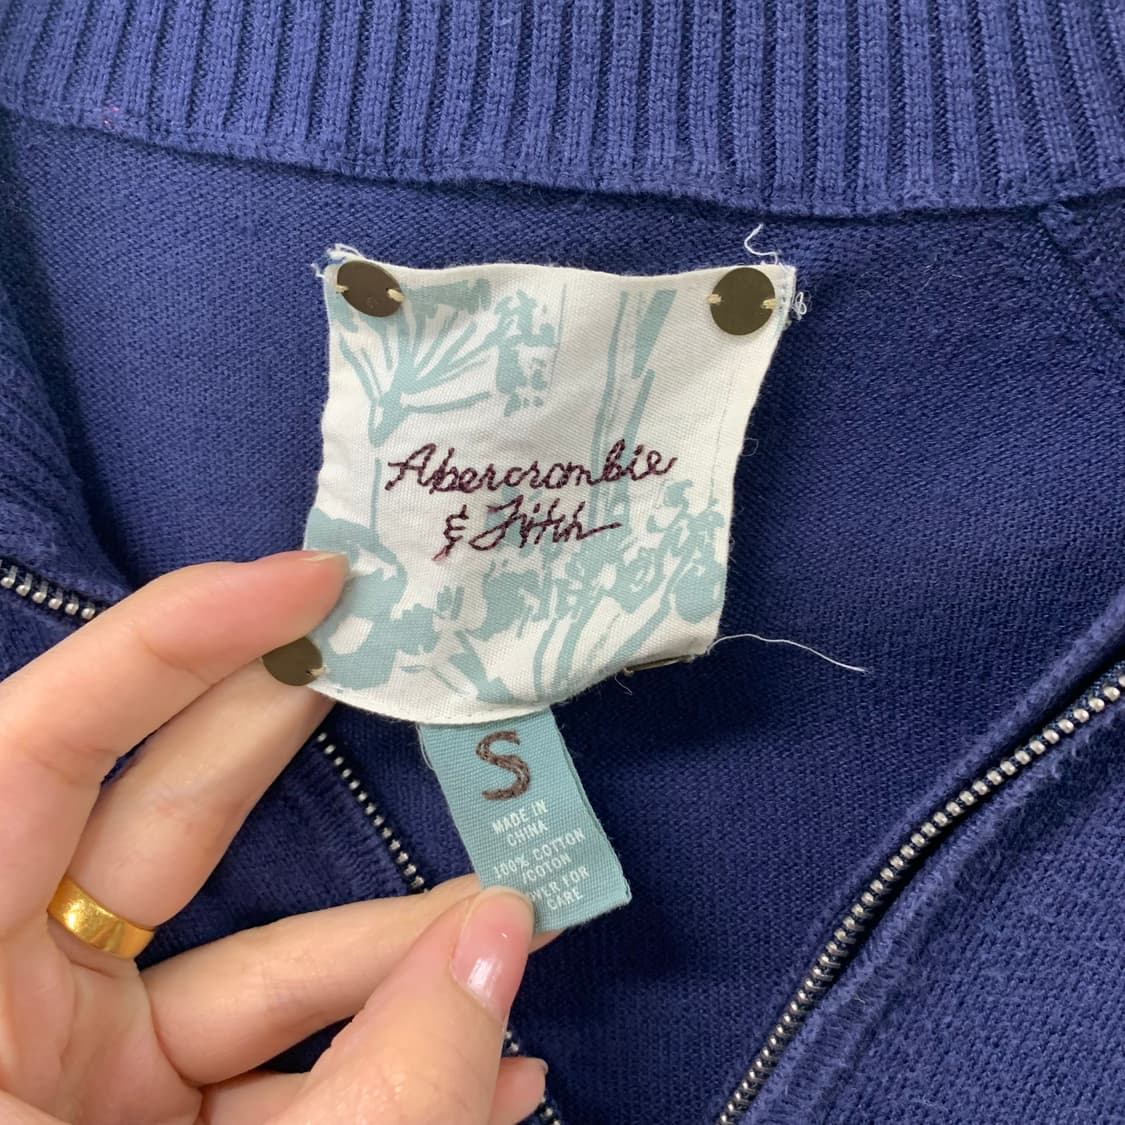 Abercrombie
& Fitch
S
MADE IN
CHINA
100% COTTON
/COTON
OVER FOR
CARE